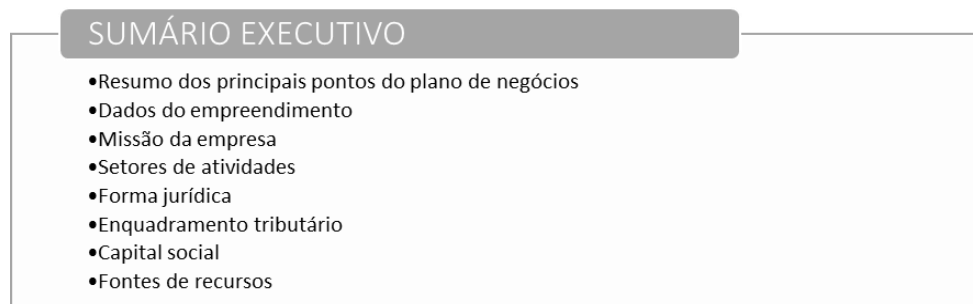 SUMÁRIO EXECUTIVO
•Resumo dos principais pontos do plano de negócios
•Dados do empreendimento
•Missão da empresa
•Setores de atividades
•Forma jurídica
•Enquadramento tributário
•Capital social
•Fontes de recursos